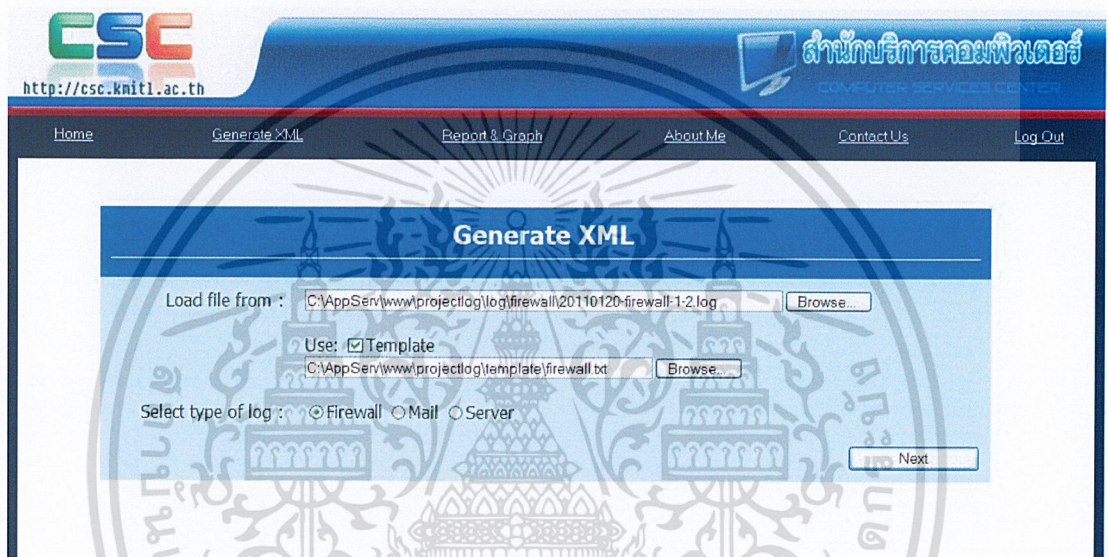 CSC
http://csc.kmitl.ac.th
สำนักบริการคอมพิวเตอร์
COMPUTER SERVICES CENTER
Home Generate XML Report & Graph About Me Contact Us Log Out
Generate XML
Load file from : C:\AppServ\www\projectlog\log\firewall\20110120-firewall-1-2.log Browse...
Use: Template
C:\AppServ\www\projectlog\template\firewall.txt Browse...
Select type of log : Firewall Mail Server
Next